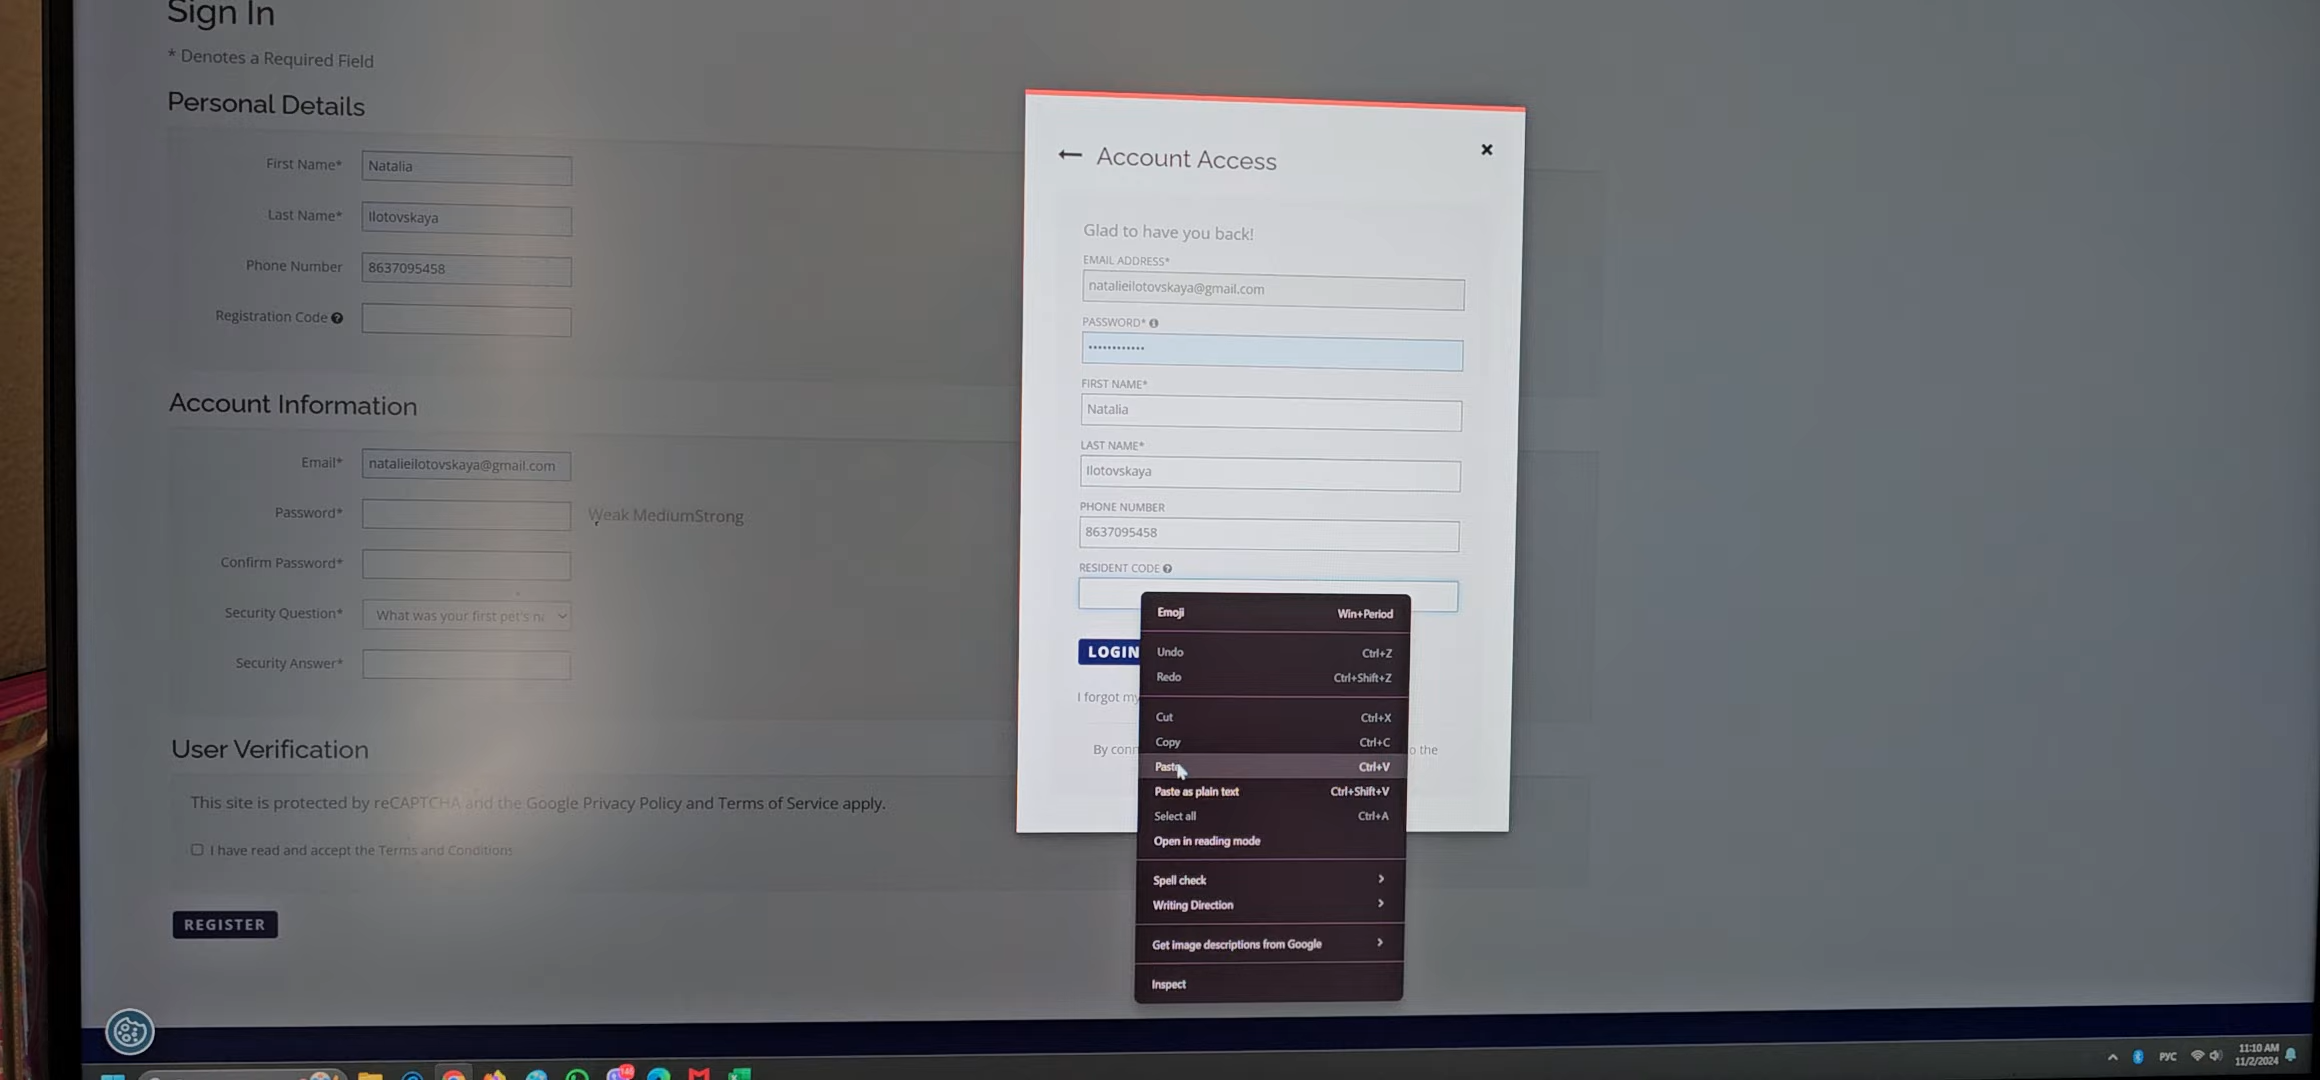 Sign In
* Denotes a Required Field
Personal Details
First Name* Natalia
Last Name* Ilotovskaya
Phone Number 8637095458
Registration Code ?
Account Information
Email* natalieilotovskaya@gmail.com
Password* Weak MediumStrong
Confirm Password*
Security Question* What was your first pet's
Security Answer*
User Verification
This site is protected by reCAPTCHA and the Google Privacy Policy and Terms of Service apply.
I have read and accept the Terms and Conditions
REGISTER
Account Access
Glad to have you back!
EMAIL ADDRESS*
natalieilotovskaya@gmail.com
PASSWORD*
FIRST NAME*
Natalia
LAST NAME*
Ilotovskaya
PHONE NUMBER
8637095458
RESIDENT CODE ?
LOGIN
I forgot my
By conn o the
Emoji Win+Period
Undo Ctrl+Z
Redo Ctrl+Shift+Z
Cut Ctrl+X
Copy Ctrl+C
Paste Ctrl+V
Paste as plain text Ctrl+Shift+V
Select all Ctrl+A
Open in reading mode
Spell check
Writing Direction
Get image descriptions from Google
Inspect
РУС
11:10 AM
11/2/2024